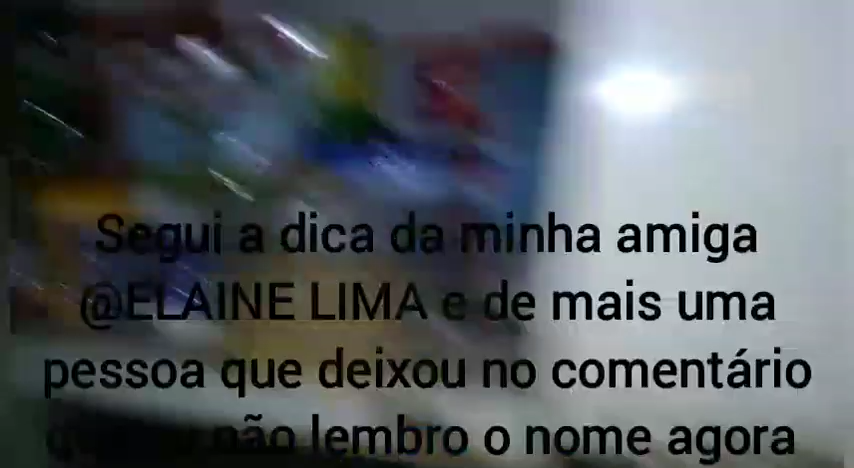 Segui a dica da minha amiga
@ELAINE LIMA e de mais uma
pessoa que deixou no comentário
não lembro o nome agora